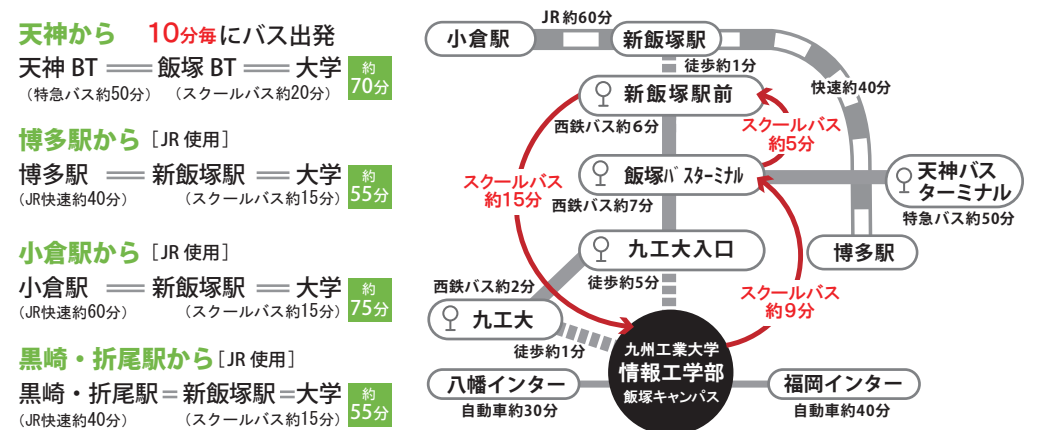 天神から 10分毎にバス出発
天神 BT 飯塚 BT 大学 約70分
（特急バス約50分） （スクールバス約20分）
博多駅から ［JR 使用］
博多駅 新飯塚駅 大学 約55分
（JR快速約40分） （スクールバス約15分）
小倉駅から ［JR 使用］
小倉駅 新飯塚駅 大学 約75分
（JR快速約60分） （スクールバス約15分）
黒崎・折尾駅から［JR 使用］
黒崎・折尾駅＝新飯塚駅＝大学 約55分
（JR快速約40分） （スクールバス約15分）
JR 約60分
小倉駅
新飯塚駅
徒歩約1分
快速約40分
新飯塚駅前
西鉄バス約6分
スクールバス
約5分
飯塚バスターミナル
天神バス
ターミナル
特急バス約50分
スクールバス
約15分
西鉄バス約7分
九工大入口
博多駅
西鉄バス約2分
徒歩約5分
スクールバス
約9分
九工大
徒歩約1分
九州工業大学
情報工学部
飯塚キャンパス
八幡インター
自動車約30分
福岡インター
自動車約40分